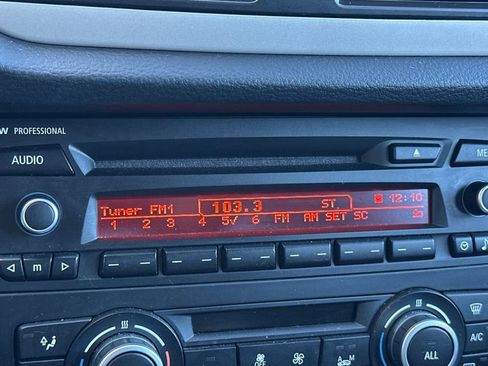 W PROFESSIONAL
AUDIO
ME
Tuner FM1 103.3 ST 12:10
1 2 3 4 5√ 6 FM AM SET SC
m
A/C
ALL